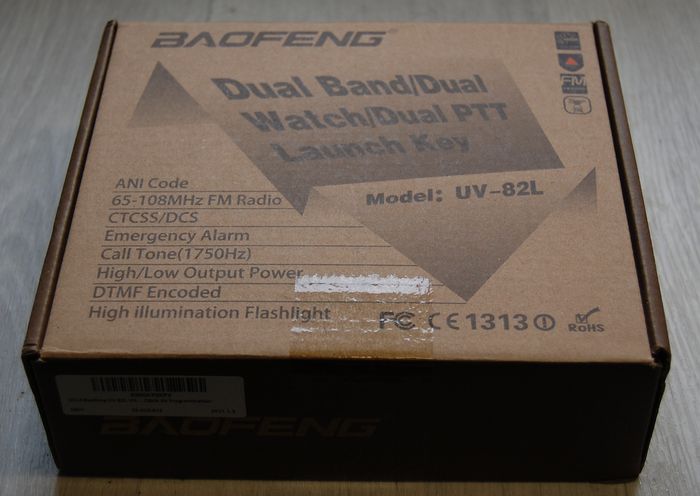 BAOFENG®
Dual Band/Dual
Watch/Dual PTT
Launch Key
Model: UV-82L
FM
ANI Code
65-108MHz FM Radio
CTCSS/DCS
Emergency Alarm
Call Tone(1750Hz)
High/Low Output Power
DTMF Encoded
High illumination Flashlight
FC CE1313
RoHS
BAOFENG